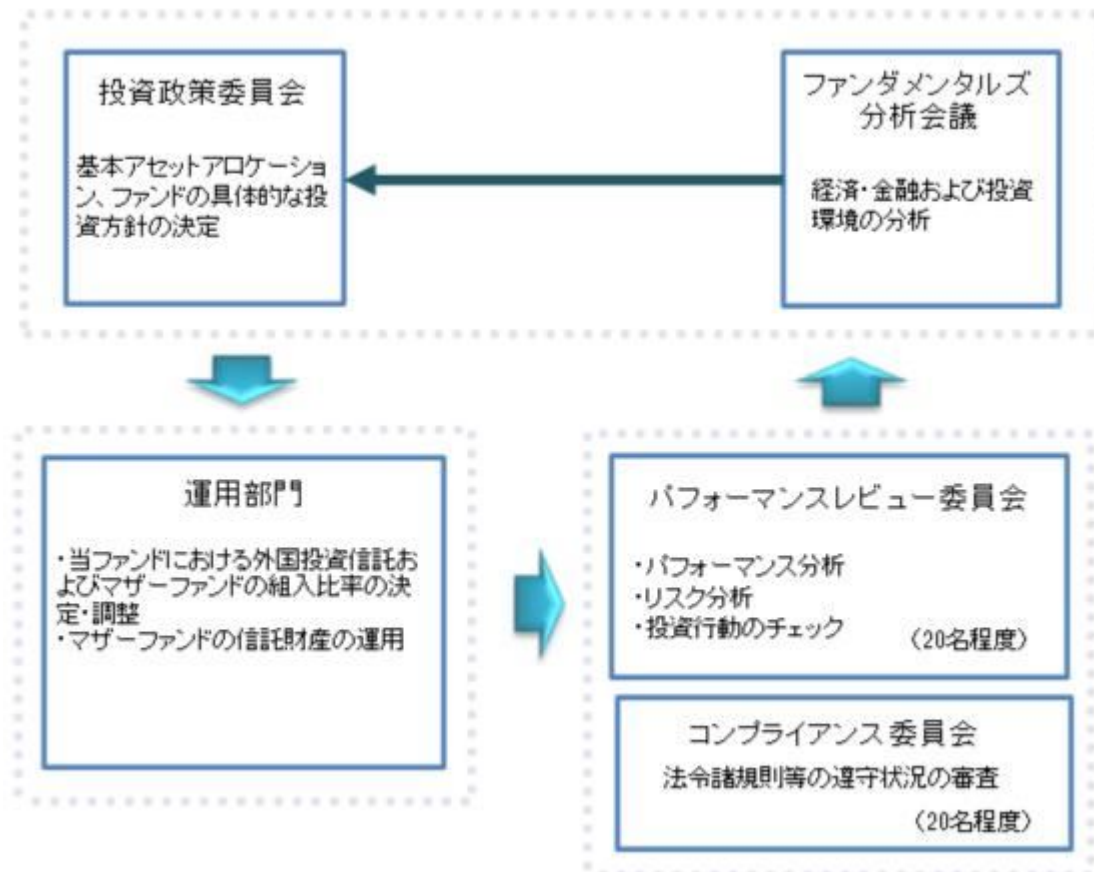 投資政策委員会
基本アセットアロケーショ
ン、ファンドの具体的な投
資方針の決定
ファンダメンタルズ
分析会議
経済・金融および投資
環境の分析
運用部門
・当ファンドにおける外国投資信託お
よびマザーファンドの組入比率の決
定・調整
・マザーファンドの信託財産の運用
パフォーマンスレビュー委員会
・パフォーマンス分析
・リスク分析
・投資行動のチェック
（20名程度）
コンプライアンス委員会
法令諸規則等の遵守状況の審査
（20名程度）